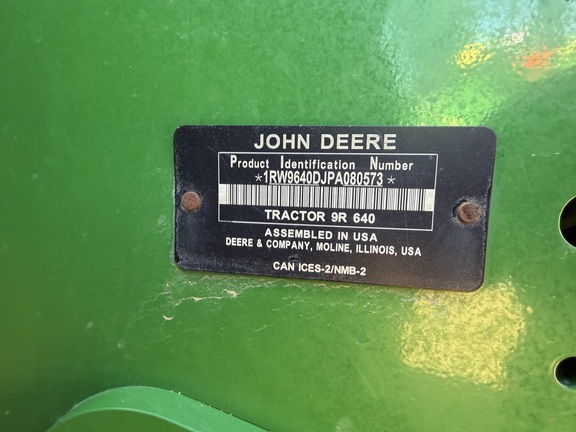 JOHN DEERE
Product Identification Number
*1RW9640DJPA080573*
TRACTOR 9R 640
ASSEMBLED IN USA
DEERE & COMPANY, MOLINE, ILLINOIS, USA
CAN ICES-2/NMB-2